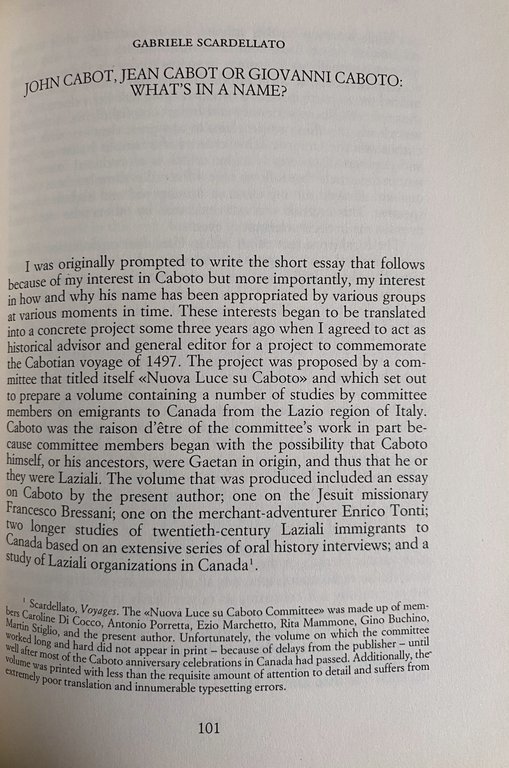 GABRIELE SCARDELLATO
JOHN CABOT, JEAN CABOT OR GIOVANNI CABOTO:
WHAT'S IN A NAME?
I was originally prompted to write the short essay that follows
because of my interest in Caboto but more importantly, my interest
in how and why his name has been appropriated by various groups
at various moments in time. These interests began to be translated
into a concrete project some three years ago when I agreed to act as
historical advisor and general editor for a project to commemorate
the Cabotian voyage of 1497. The project was proposed by a com-
mittee that titled itself «Nuova Luce su Caboto» and which set out
to prepare a volume containing a number of studies by committee
members on emigrants to Canada from the Lazio region of Italy.
Caboto was the raison d'être of the committee's work in part be-
cause committee members began with the possibility that Caboto
himself, or his ancestors, were Gaetan in origin, and thus that he or
they were Laziali. The volume that was produced included an essay
on Caboto by the present author; one on the Jesuit missionary
Francesco Bressani; one on the merchant-adventurer Enrico Tonti;
two longer studies of twentieth-century Laziali immigrants to
Canada based on an extensive series of oral history interviews; and a
study of Laziali organizations in Canada¹.
¹ Scardellato, Voyages. The «Nuova Luce su Caboto Committee» was made up of mem-
bers Caroline Di Cocco, Antonio Porretta, Ezio Marchetto, Rita Mammone, Gino Buchino,
Martin Stiglio, and the present author. Unfortunately, the volume on which the committee
worked long and hard did not appear in print – because of delays from the publisher – until
well after most of the Caboto anniversary celebrations in Canada had passed. Additionally, the
volume was printed with less than the requisite amount of attention to detail and suffers from
extremely poor translation and innumerable typesetting errors.
101